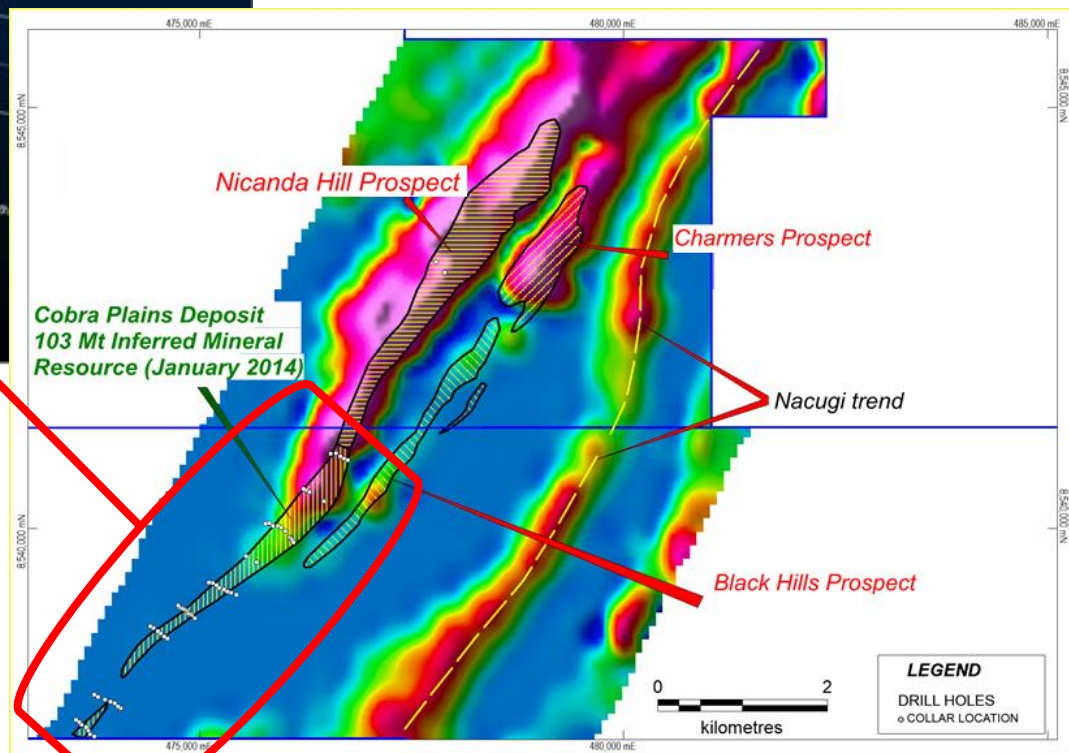 475,000 mE
480,000 mE
485,000 mE
8,545,000 mN
8,545,000 mN
Nicanda Hill Prospect
Charmers Prospect
Cobra Plains Deposit
103 Mt Inferred Mineral
Resource (January 2014)
Nacugi trend
8,540,000 mN
8,540,000 mN
Black Hills Prospect
LEGEND
DRILL HOLES
COLLAR LOCATION
0
2
kilometres
475,000 mE
480,000 mE